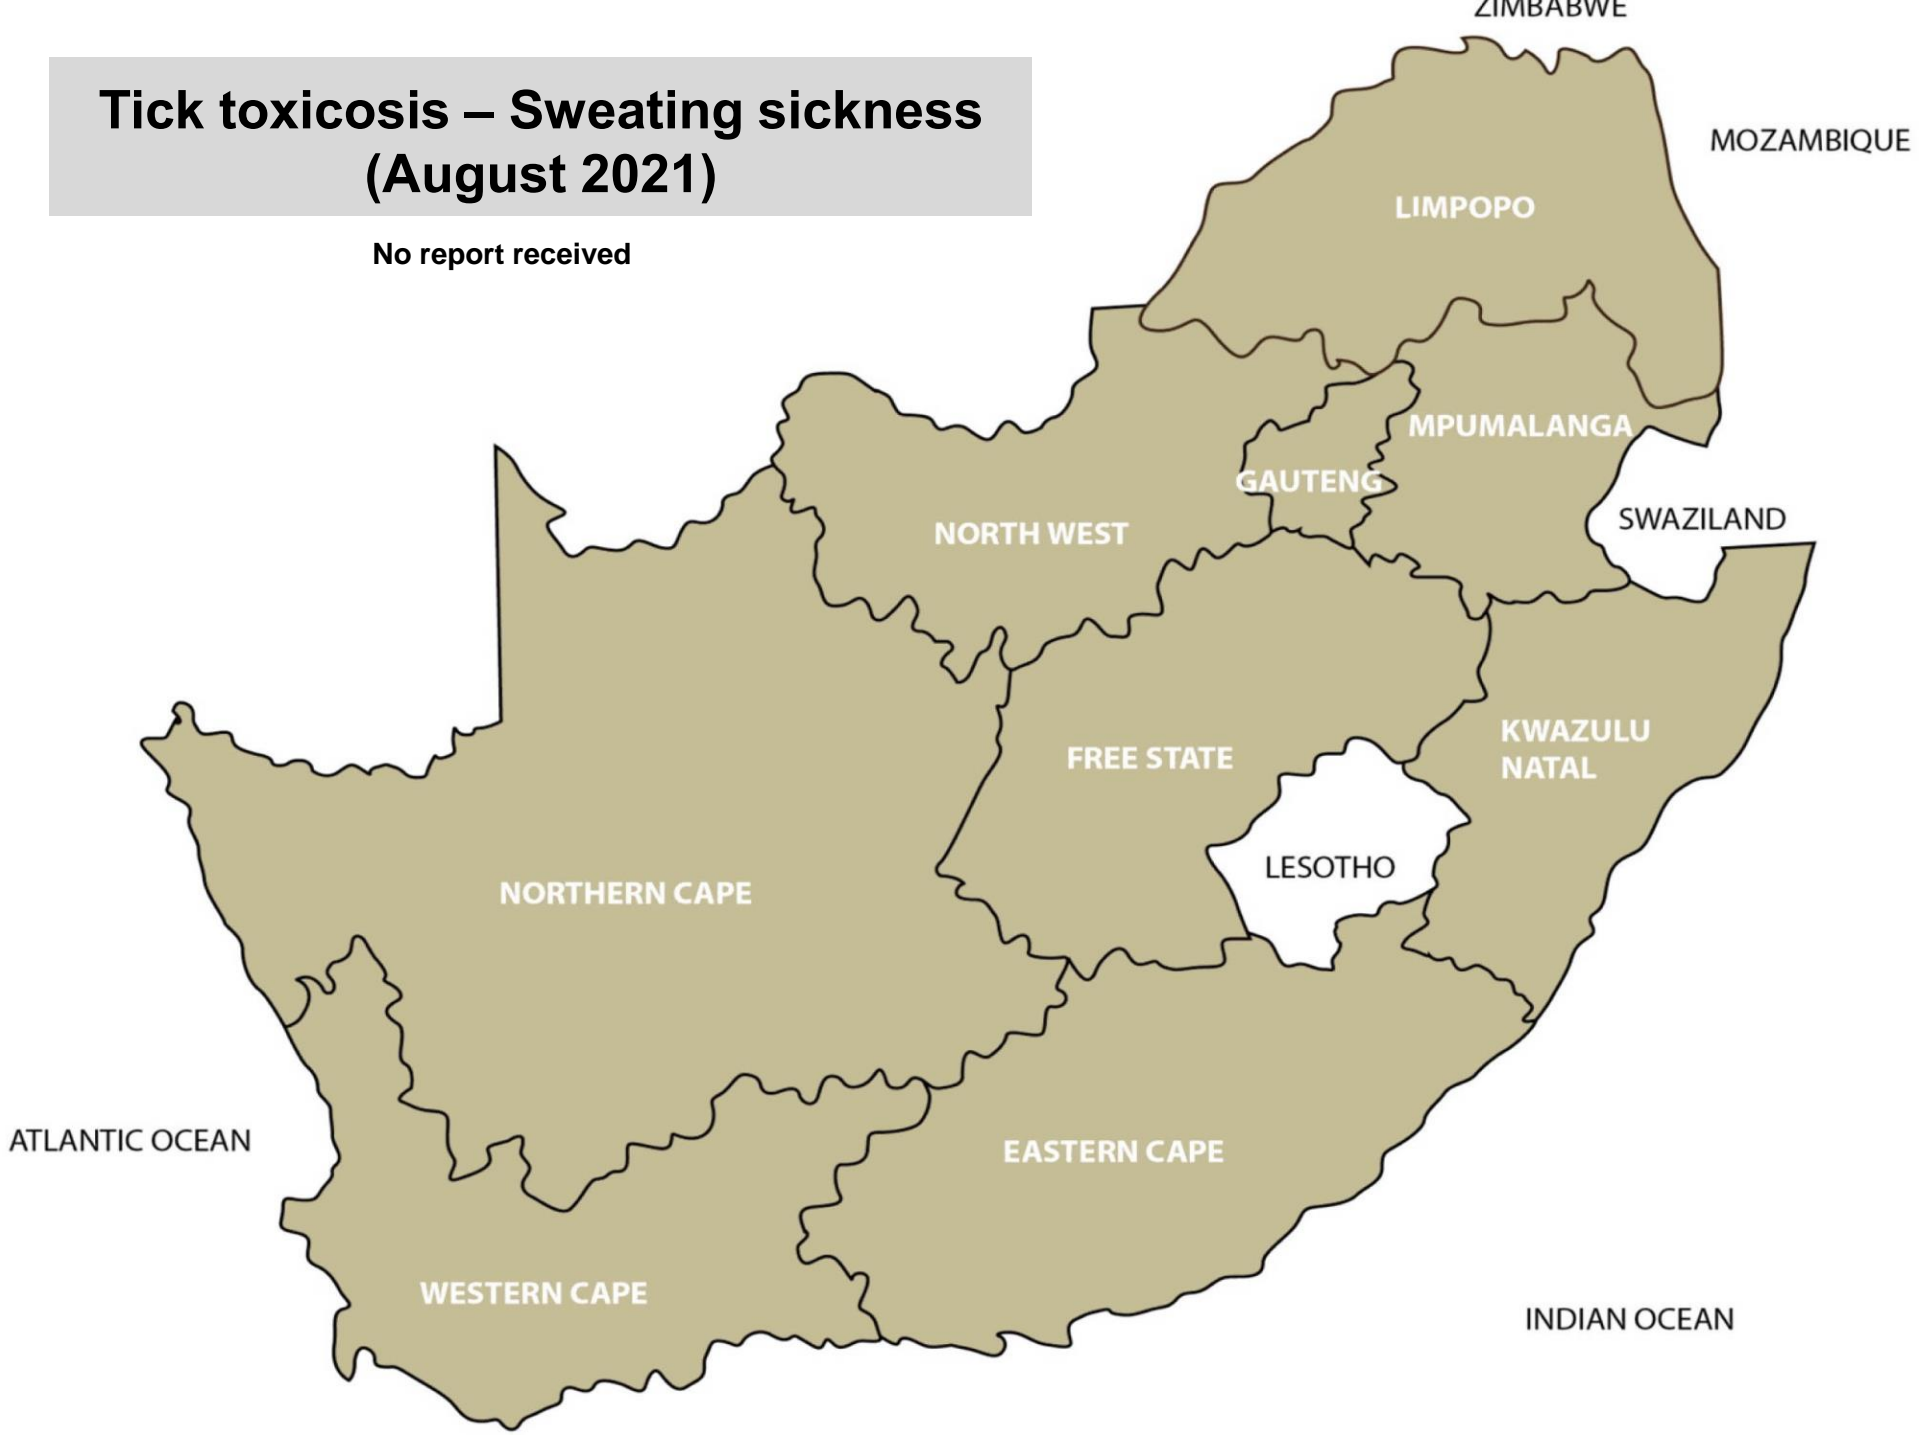 ZIMBABWE
Tick toxicosis – Sweating sickness
(August 2021)
MOZAMBIQUE
LIMPOPO
No report received
MPUMALANGA
GAUTENG
SWAZILAND
NORTH WEST
KWAZULU
NATAL
FREE STATE
LESOTHO
NORTHERN CAPE
ATLANTIC OCEAN
EASTERN CAPE
WESTERN CAPE
INDIAN OCEAN